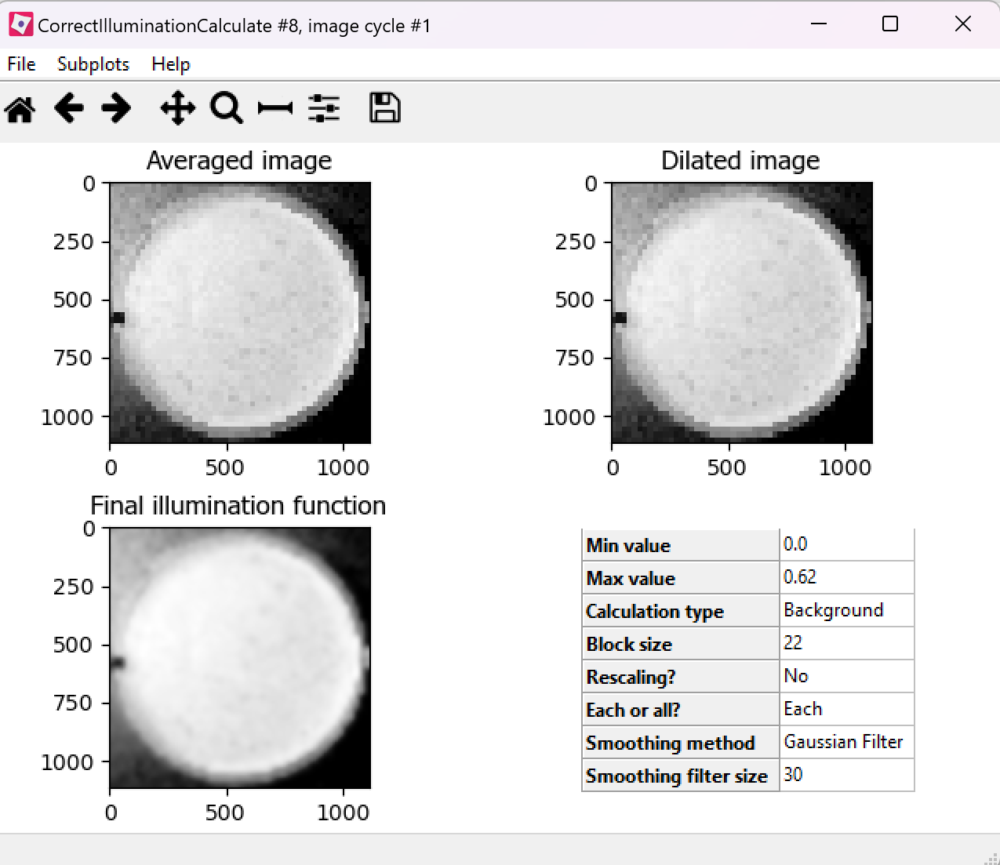 CorrectIlluminationCalculate #8, image cycle #1
File Subplots Help
Averaged image
0
250
500
750
1000
0 500 1000
Dilated image
0
250
500
750
1000
0 500 1000
Final illumination function
0
250
500
750
1000
0 500 1000
Min value 0.0
Max value 0.62
Calculation type Background
Block size 22
Rescaling? No
Each or all? Each
Smoothing method Gaussian Filter
Smoothing filter size 30